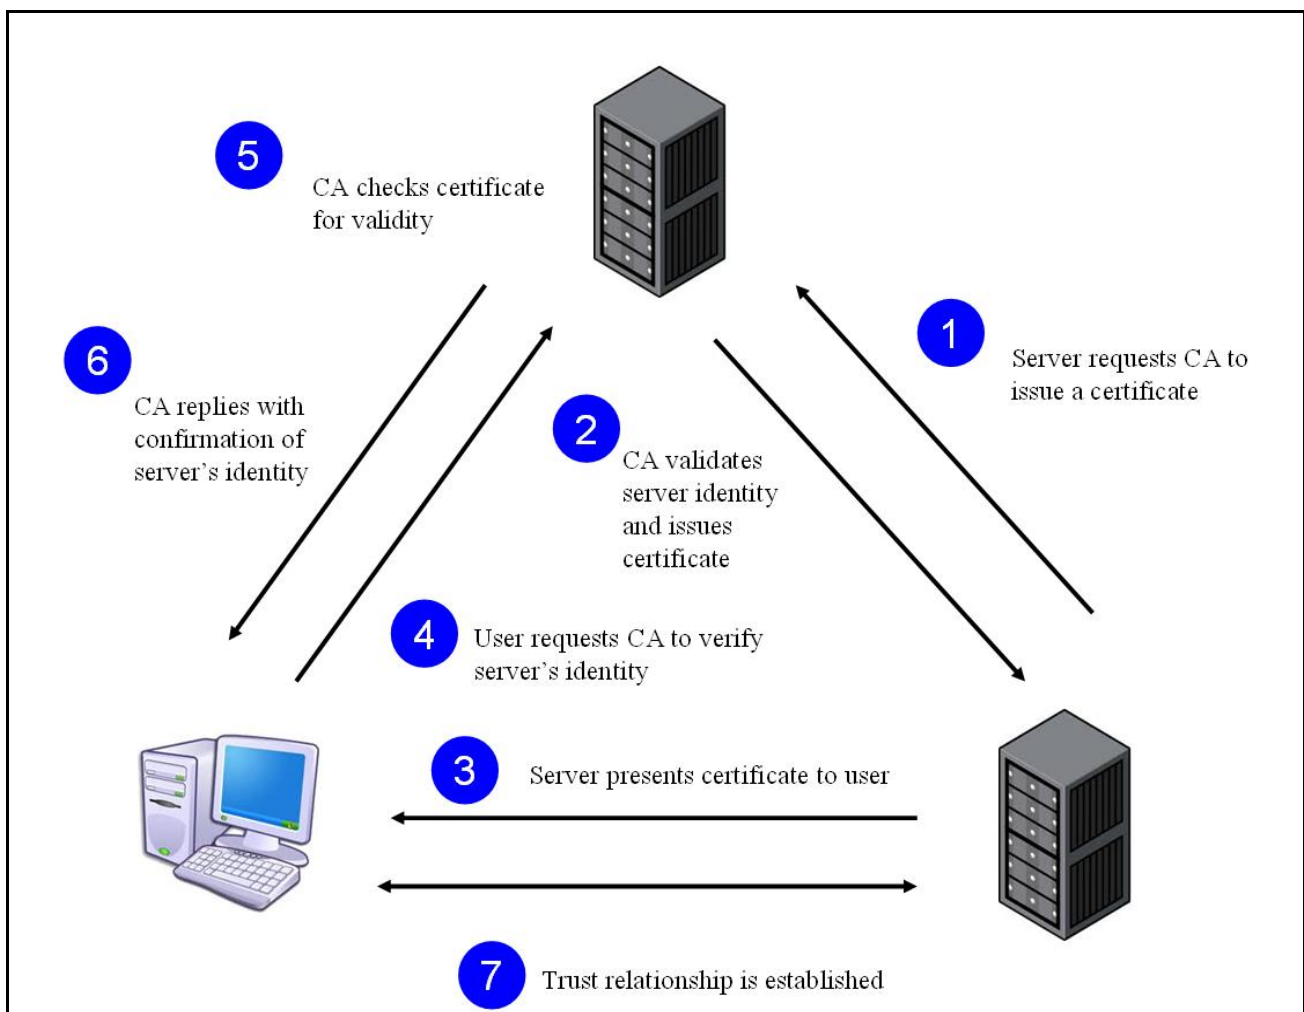 5
CA checks certificate
for validity
1
Server requests CA to
issue a certificate
6
CA replies with
confirmation of
server’s identity
2
CA validates
server identity
and issues
certificate
4
User requests CA to verify
server’s identity
3
Server presents certificate to user
7
Trust relationship is established